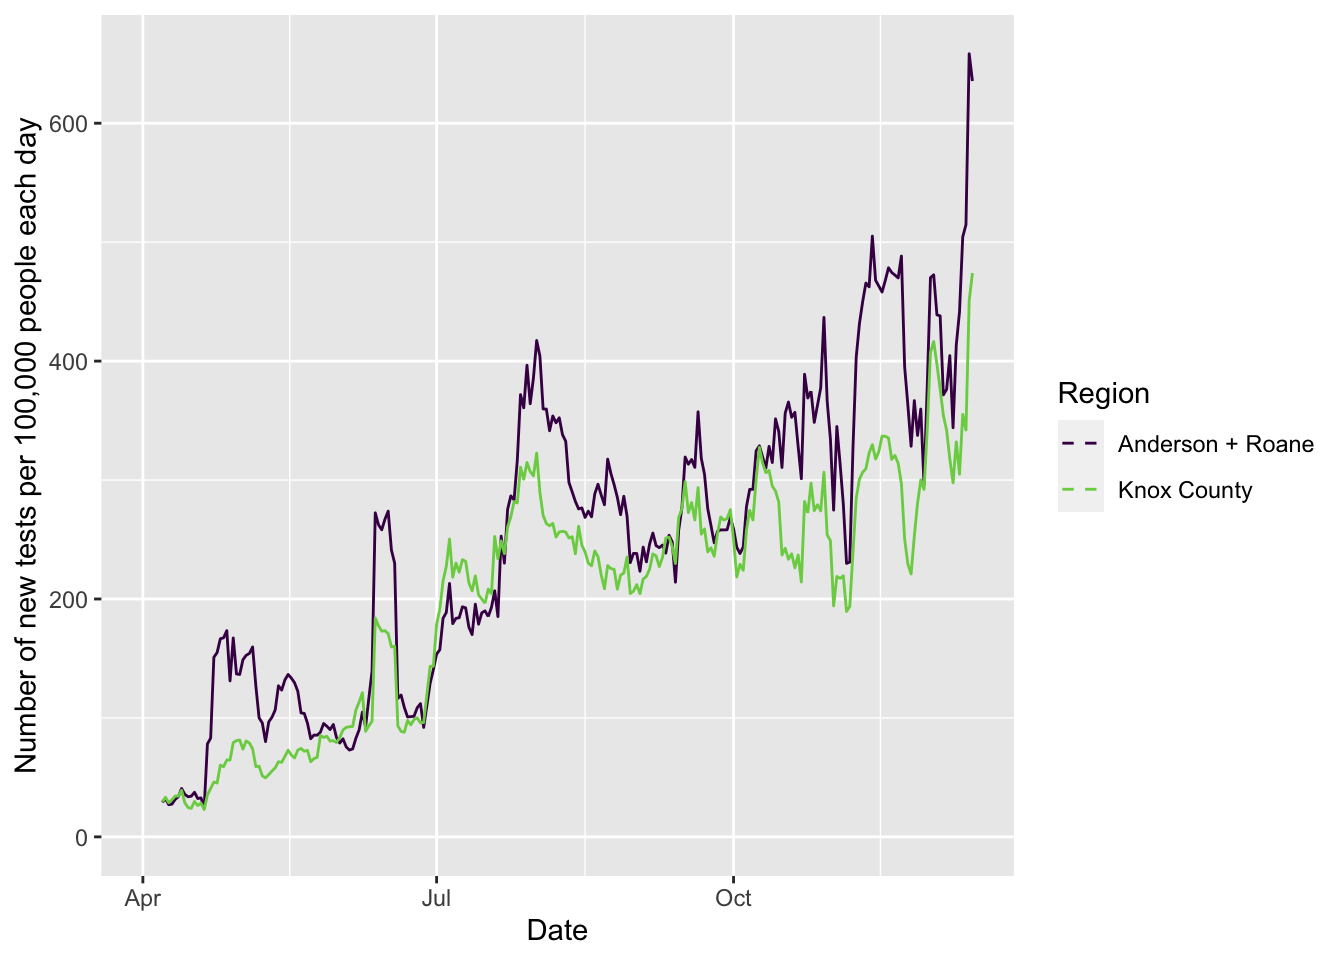 Number of new tests per 100,000 people each day
600
400
200
0
Apr
Jul
Oct
Date
Region
Anderson + Roane
Knox County